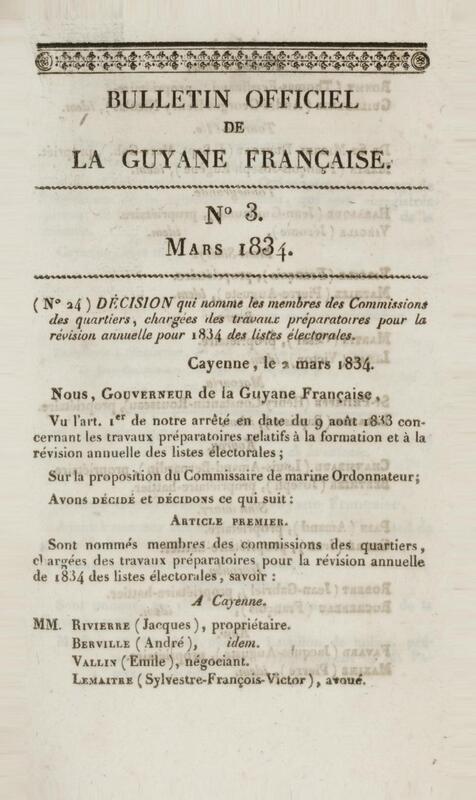 BULLETIN OFFICIEL
DE
LA GUYANE FRANÇAISE.
Nº 3.
MARS 1834.
( Nº 24 ) DÉCISION qui nomme les membres des Commissions
des quartiers, chargées des travaux préparatoires pour la
révision annuelle pour 1834 des listes électorales.
Cayenne, le 2 mars 1834.
NOUS, GOUVERNEUR de la Guyane Française,
Vu l'art. 1er de notre arrêté en date du 9 août 1833 con-
cernant les travaux préparatoires relatifs à la formation et à la
révision annuelle des listes électorales ;
Sur la proposition du Commissaire de marine Ordonnateur;
AVONS DÉCIDÉ et DÉCIDONS ce qui suit :
ARTICLE PREMIER.
Sont nommés membres des commissions des quartiers,
chargées des travaux préparatoires pour la révision annuelle
de 1834 des listes électorales, savoir :
A Cayenne.
MM. RIVIERRE ( Jacques ), propriétaire.
BERVILLE ( André ), idem.
VALLIN ( Emile ), négociant.
LEMAITRE ( Sylvestre-François-Victor ), avoué.